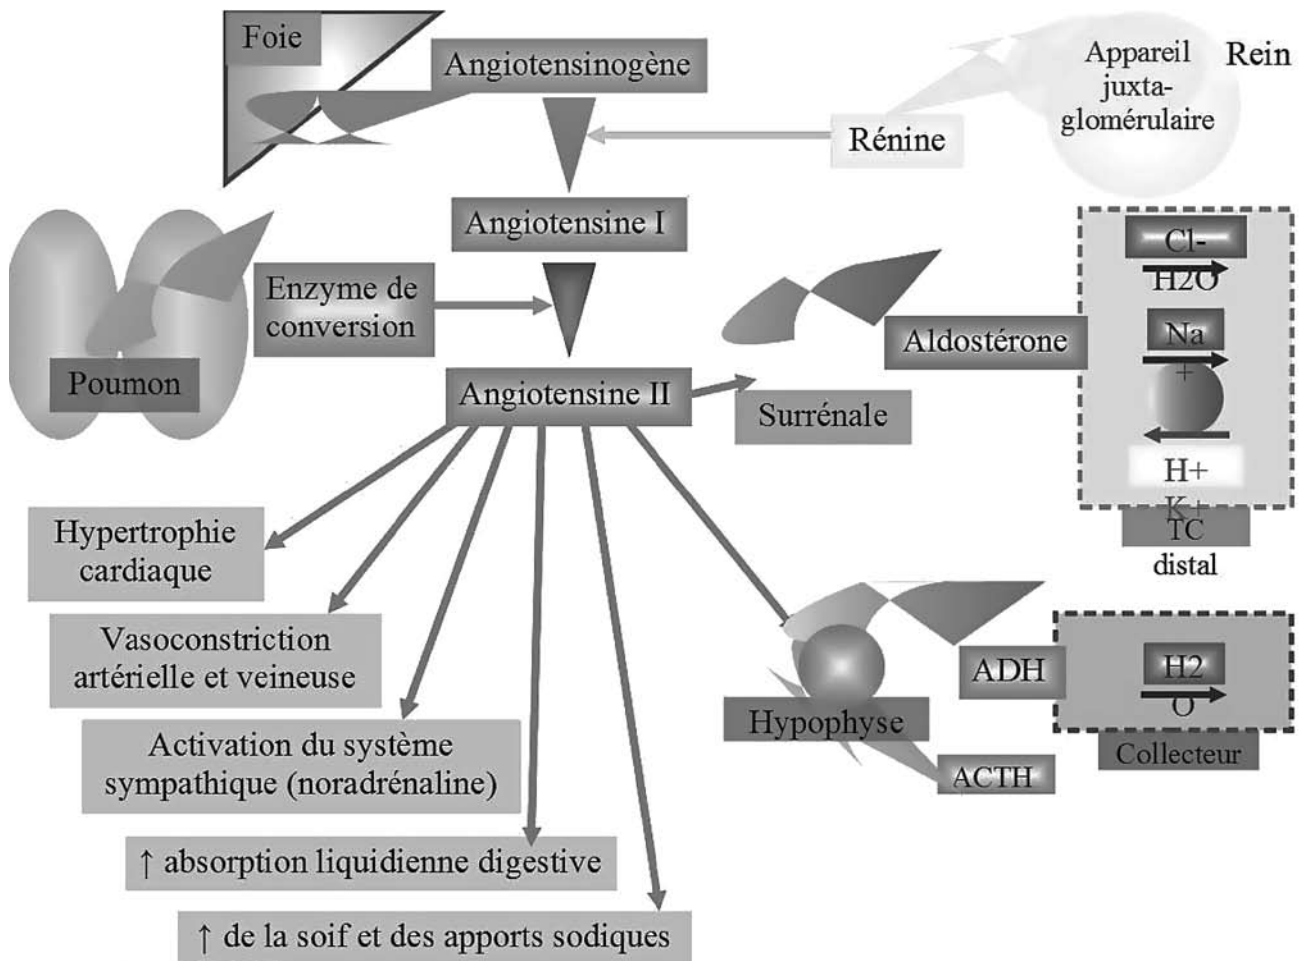 Foie
Angiotensinogène
Appareil
juxta-
glomérulaire
Rein
Rénine
Angiotensine I
Cl-
H2O
Enzyme de
conversion
Na
+
Aldostérone
Poumon
Angiotensine II
Surrénale
H+
K+
TC
distal
Hypertrophie
cardiaque
Vasoconstriction
artérielle et veineuse
ADH
H2
O
Hypophyse
Activation du système
sympathique (noradrénaline)
Collecteur
ACTH
↑ absorption liquidienne digestive
↑ de la soif et des apports sodiques